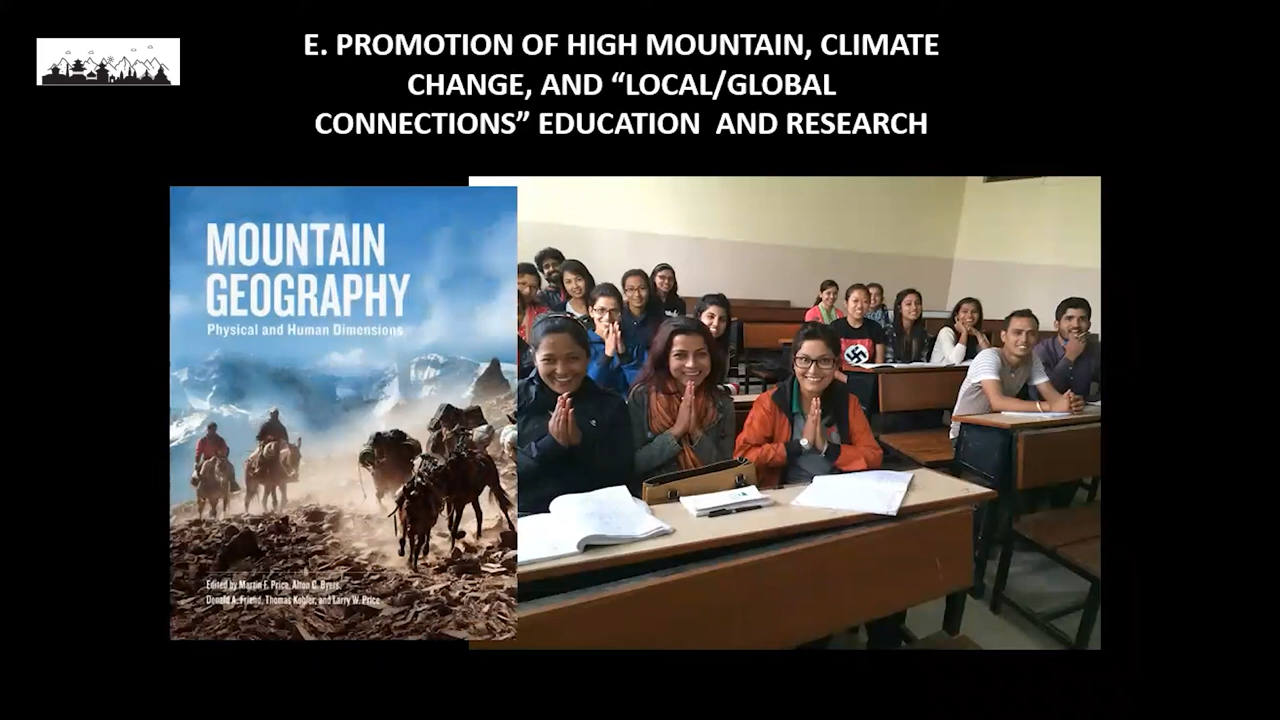 E. PROMOTION OF HIGH MOUNTAIN, CLIMATE
CHANGE, AND “LOCAL/GLOBAL
CONNECTIONS” EDUCATION AND RESEARCH
MOUNTAIN
GEOGRAPHY
Physical and Human Dimensions
Edited by Martin F. Price, Alton C. Byers,
Donald A. Friend, Thomas Kohler, and Larry W. Price